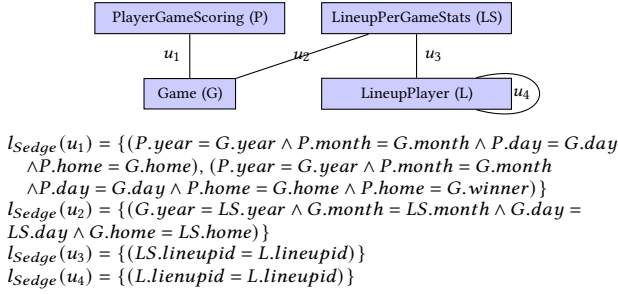 PlayerGameScoring (P) LineupPerGameStats (LS)
u1 u2 u3
Game (G) LineupPlayer (L) u4
lSedge(u1) = {(P.year = G.year ∧ P.month = G.month ∧ P.day = G.day
∧P.home = G.home), (P.year = G.year ∧ P.month = G.month
∧P.day = G.day ∧ P.home = G.home ∧ P.home = G.winner)}
lSedge(u2) = {(G.year = LS.year ∧ G.month = LS.month ∧ G.day =
LS.day ∧ G.home = LS.home)}
lSedge(u3) = {(LS.lineupid = L.lineupid)}
lSedge(u4) = {(L.lienupid = L.lineupid)}